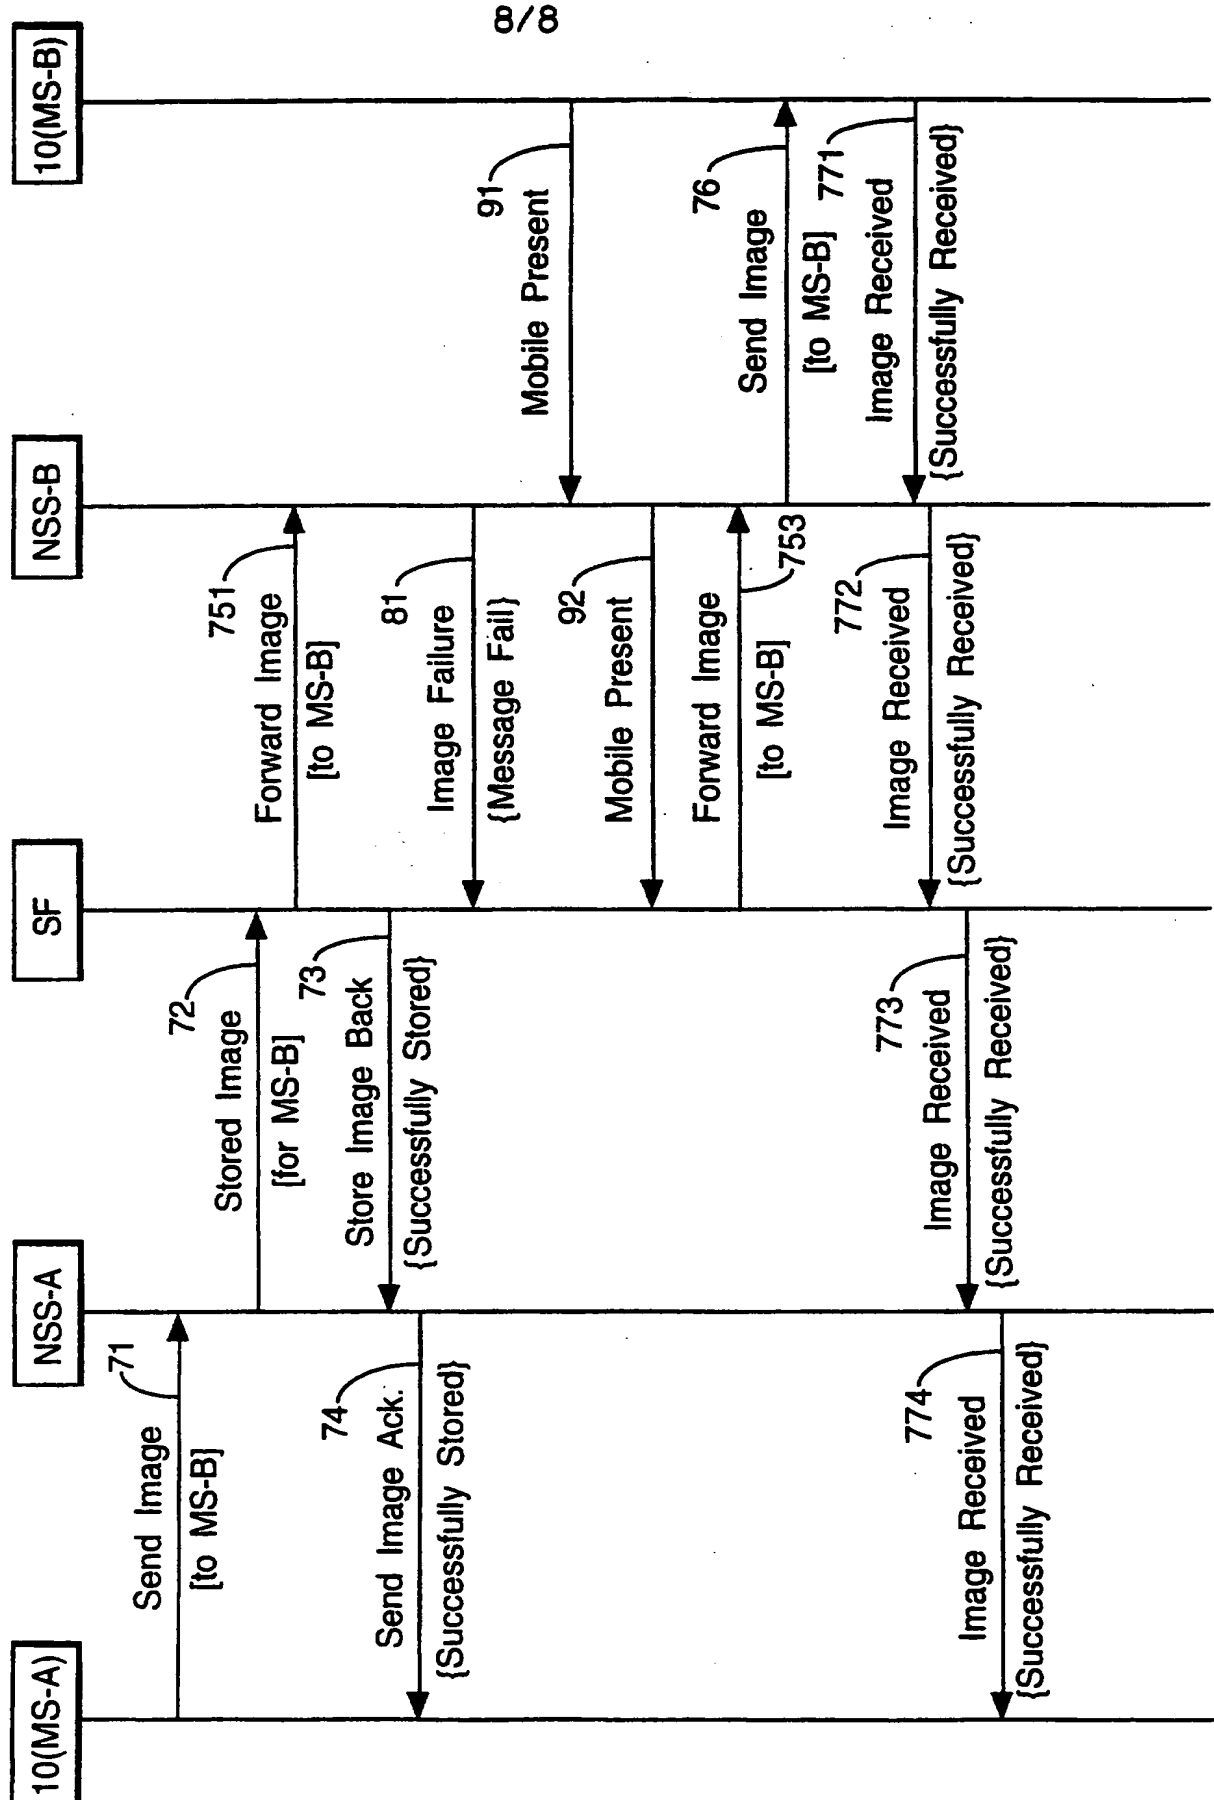 8/8
10(MS-A)
NSS-A
SF
NSS-B
10(MS-B)
71
Send Image
[to MS-B]
72
Stored Image
[for MS-B]
751
Forward Image
[to MS-B]
73
Store Image Back
{Successfully Stored}
74
Send Image Ack.
{Successfully Stored}
81
Image Failure
{Message Fail}
91
Mobile Present
92
Mobile Present
Forward Image
753
[to MS-B]
76
Send Image
[to MS-B]
771
Image Received
{Successfully Received}
772
Image Received
{Successfully Received}
773
Image Received
{Successfully Received}
774
Image Received
{Successfully Received}